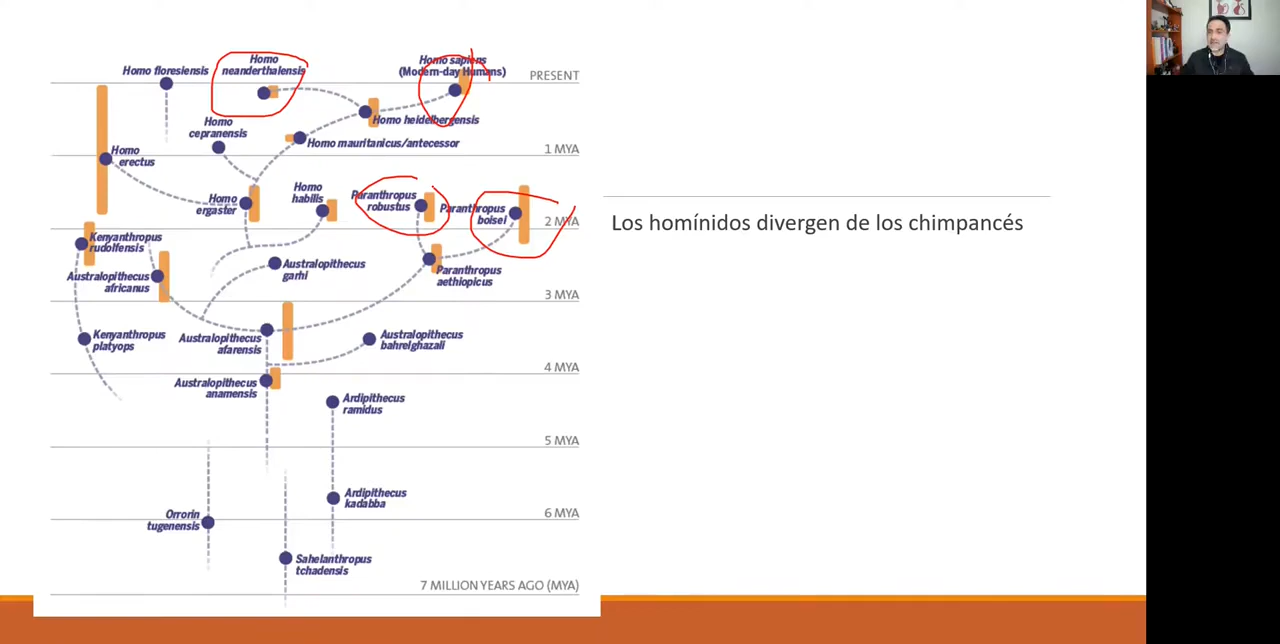 Homo
neanderthalensis
Homo sapiens
(Modern-day Humans)
Homo floresiensis
PRESENT
Homo
cepranensis
Homo heidelbergensis
Homo mauritanicus/antecessor
1 MYA
Homo
erectus
Homo
ergaster
Homo
habilis
Paranthropus
robustus
Paranthropus
boisei
2 MYA
Kenyanthropus
rudolfensis
Australopithecus
africanus
Australopithecus
garhi
Paranthropus
aethiopicus
3 MYA
Kenyanthropus
platyops
Australopithecus
afarensis
Australopithecus
bahrelghazali
4 MYA
Australopithecus
anamensis
Ardipithecus
ramidus
5 MYA
Ardipithecus
kadabba
Orrorin
tugenensis
6 MYA
Sahelanthropus
tchadensis
7 MILLION YEARS AGO (MYA)
Los homínidos divergen de los chimpancés